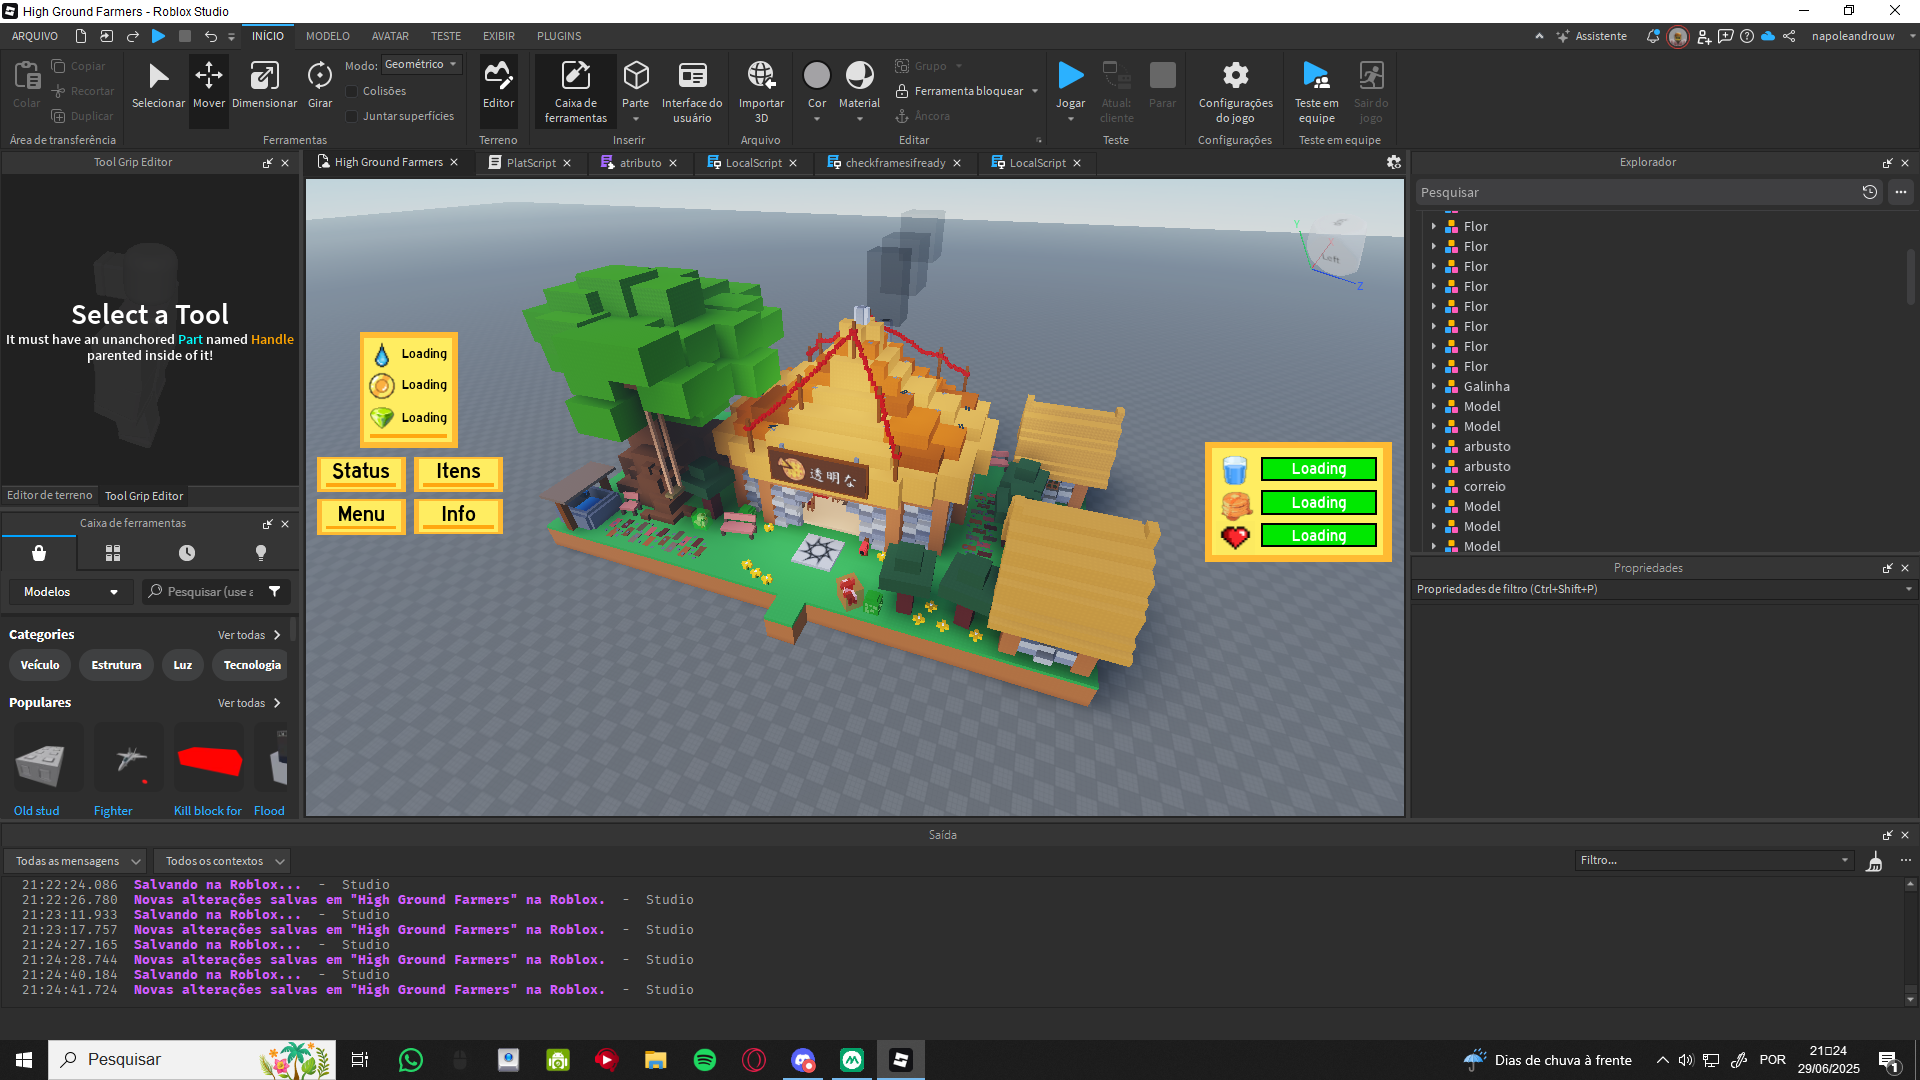 High Ground Farmers - Roblox Studio
ARQUIVO
INÍCIO
MODELO
AVATAR
TESTE
EXIBIR
PLUGINS
Assistente
napoleandrouw
Colar
Copiar
Recortar
Duplicar
Área de transferência
Selecionar
Mover
Dimensionar
Girar
Modo: Geométrico
Colisões
Juntar superfícies
Ferramentas
Editor
Terreno
Caixa de ferramentas
Parte
Interface do usuário
Inserir
Importar 3D
Arquivo
Cor
Material
Grupo
Ferramenta bloquear
Âncora
Editar
Jogar
Atual: cliente
Parar
Teste
Configurações do jogo
Configurações
Teste em equipe
Sair do jogo
Teste em equipe
Tool Grip Editor
High Ground Farmers
PlatScript
atributo
LocalScript
checkframesifready
LocalScript
Explorador
Select a Tool
It must have an unanchored Part named Handle
parented inside of it!
Editor de terreno
Tool Grip Editor
Caixa de ferramentas
Modelos
Pesquisar (use a
Categories
Ver todas
Veículo
Estrutura
Luz
Tecnologia
Populares
Ver todas
Old stud
Fighter
Kill block for
Flood
Loading
Loading
Loading
Status
Itens
Menu
Info
透明な
Y
Left
Z
Loading
Loading
Loading
Pesquisar
Flor
Flor
Flor
Flor
Flor
Flor
Flor
Flor
Galinha
Model
Model
arbusto
arbusto
correio
Model
Model
Model
Propriedades
Propriedades de filtro (Ctrl+Shift+P)
Saída
Todas as mensagens
Todos os contextos
Filtro...
21:22:24.086 Salvando na Roblox... - Studio
21:22:26.780 Novas alterações salvas em "High Ground Farmers" na Roblox. - Studio
21:23:11.933 Salvando na Roblox... - Studio
21:23:17.757 Novas alterações salvas em "High Ground Farmers" na Roblox. - Studio
21:24:27.165 Salvando na Roblox... - Studio
21:24:28.744 Novas alterações salvas em "High Ground Farmers" na Roblox. - Studio
21:24:40.184 Salvando na Roblox... - Studio
21:24:41.724 Novas alterações salvas em "High Ground Farmers" na Roblox. - Studio
Pesquisar
Dias de chuva à frente
POR
21▯24
29/06/2025
1